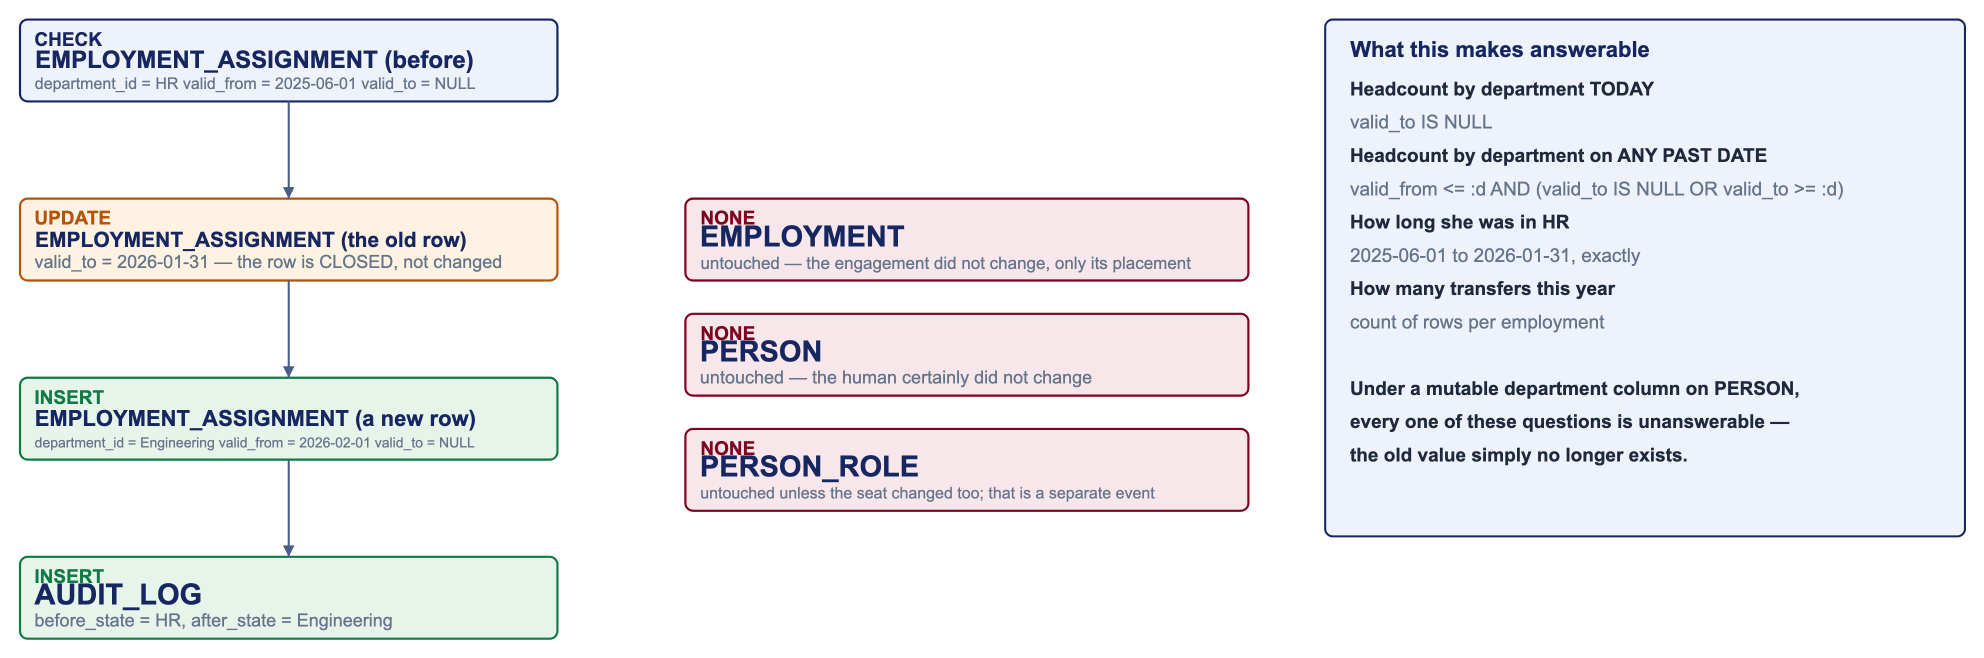 CHECK
EMPLOYMENT_ASSIGNMENT (before)
department_id = HR valid_from = 2025-06-01 valid_to = NULL
UPDATE
EMPLOYMENT_ASSIGNMENT (the old row)
valid_to = 2026-01-31 — the row is CLOSED, not changed
INSERT
EMPLOYMENT_ASSIGNMENT (a new row)
department_id = Engineering valid_from = 2026-02-01 valid_to = NULL
INSERT
AUDIT_LOG
before_state = HR, after_state = Engineering
NONE
EMPLOYMENT
untouched — the engagement did not change, only its placement
NONE
PERSON
untouched — the human certainly did not change
NONE
PERSON_ROLE
untouched unless the seat changed too; that is a separate event
What this makes answerable
Headcount by department TODAY
valid_to IS NULL
Headcount by department on ANY PAST DATE
valid_from <= :d AND (valid_to IS NULL OR valid_to >= :d)
How long she was in HR
2025-06-01 to 2026-01-31, exactly
How many transfers this year
count of rows per employment
Under a mutable department column on PERSON,
every one of these questions is unanswerable —
the old value simply no longer exists.